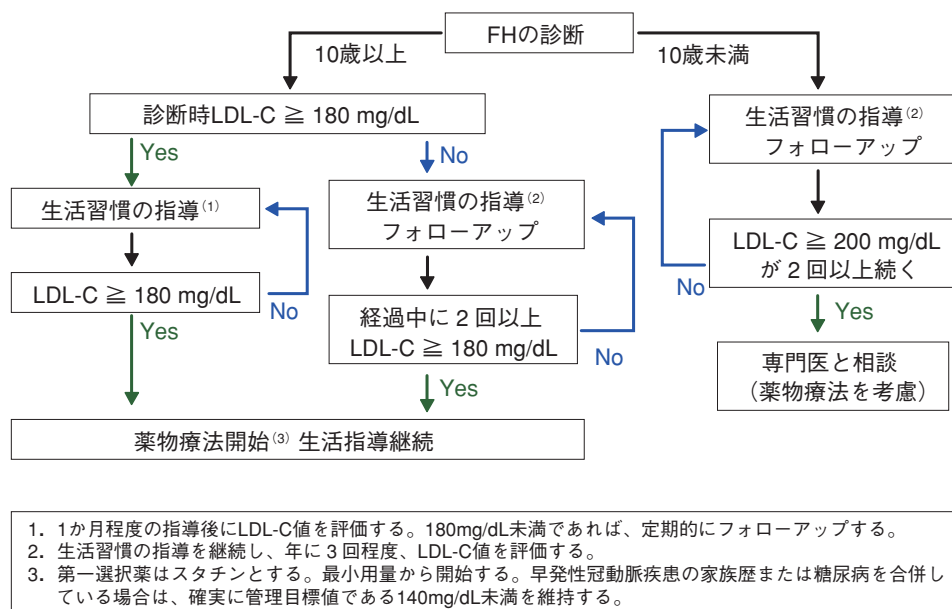 FHの診断
10歳以上
10歳未満
診断時LDL-C ≧ 180 mg/dL
Yes
No
生活習慣の指導(1)
LDL-C ≧ 180 mg/dL
No
Yes
生活習慣の指導(2)
フォローアップ
経過中に2回以上
LDL-C ≧ 180 mg/dL
No
Yes
薬物療法開始(3) 生活指導継続
生活習慣の指導(2)
フォローアップ
LDL-C ≧ 200 mg/dL
が2回以上続く
No
Yes
専門医と相談
（薬物療法を考慮）
1. 1か月程度の指導後にLDL-C値を評価する。180mg/dL未満であれば、定期的にフォローアップする。
2. 生活習慣の指導を継続し、年に3回程度、LDL-C値を評価する。
3. 第一選択薬はスタチンとする。最小用量から開始する。早発性冠動脈疾患の家族歴または糖尿病を合併し
ている場合は、確実に管理目標値である140mg/dL未満を維持する。